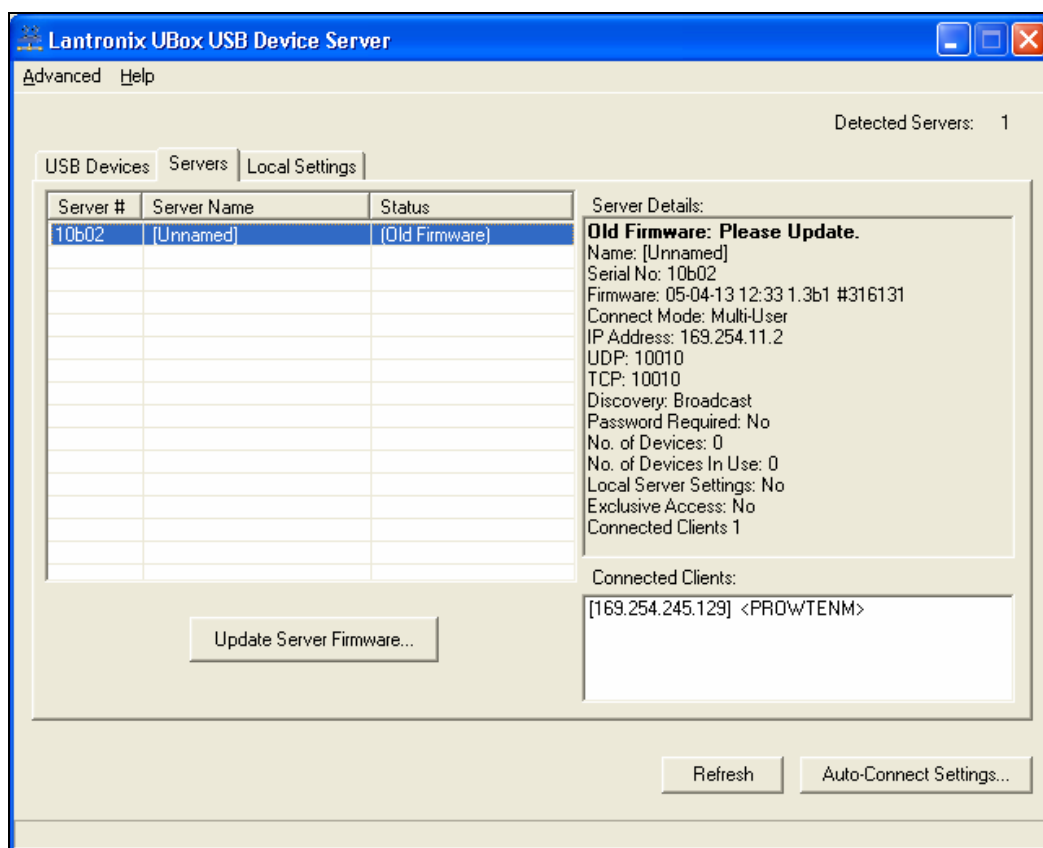 Lantronix UBox USB Device Server
Advanced Help
Detected Servers: 1
USB Devices Servers Local Settings
Server # Server Name Status
10b02 [Unnamed] (Old Firmware)
Server Details:
Old Firmware: Please Update.
Name: [Unnamed]
Serial No: 10b02
Firmware: 05-04-13 12:33 1.3b1 #316131
Connect Mode: Multi-User
IP Address: 169.254.11.2
UDP: 10010
TCP: 10010
Discovery: Broadcast
Password Required: No
No. of Devices: 0
No. of Devices In Use: 0
Local Server Settings: No
Exclusive Access: No
Connected Clients 1
Connected Clients:
[169.254.245.129] <PROWTENM>
Update Server Firmware...
Refresh Auto-Connect Settings...